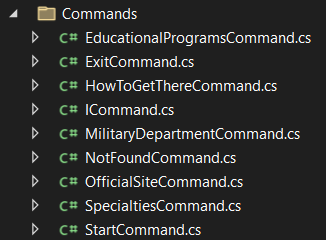 Commands
C# EducationalProgramsCommand.cs
C# ExitCommand.cs
C# HowToGetThereCommand.cs
C# ICommand.cs
C# MilitaryDepartmentCommand.cs
C# NotFoundCommand.cs
C# OfficialSiteCommand.cs
C# SpecialtiesCommand.cs
C# StartCommand.cs